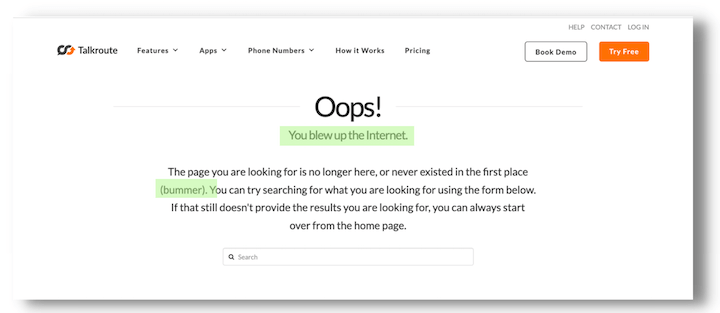 HELP CONTACT LOG IN
Talkroute Features Apps Phone Numbers How it Works Pricing Book Demo Try Free
Oops!
You blew up the Internet.
The page you are looking for is no longer here, or never existed in the first place
(bummer). You can try searching for what you are looking for using the form below.
If that still doesn't provide the results you are looking for, you can always start
over from the home page.
Search